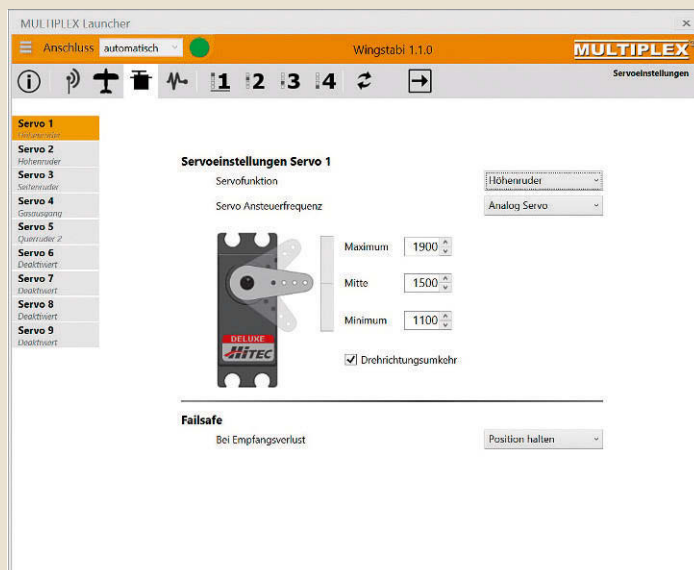 MULTIPLEX Launcher
Anschluss automatisch Wingstabi 1.1.0 MULTIPLEX
1 2 3 4 Servoeinstellungen
Servo 1
Höhenruder
Servo 2
Höhenruder
Servo 3
Seitenruder
Servo 4
Gasausgang
Servo 5
Querruder 2
Servo 6
Deaktiviert
Servo 7
Deaktiviert
Servo 8
Deaktiviert
Servo 9
Deaktiviert
Servoeinstellungen Servo 1
Servofunktion Höhenruder
Servo Ansteuerfrequenz Analog Servo
Maximum 1900
Mitte 1500
Minimum 1100
DELUXE
HiTEC
Drehrichtungsumkehr
Failsafe
Bei Empfangsverlust Position halten